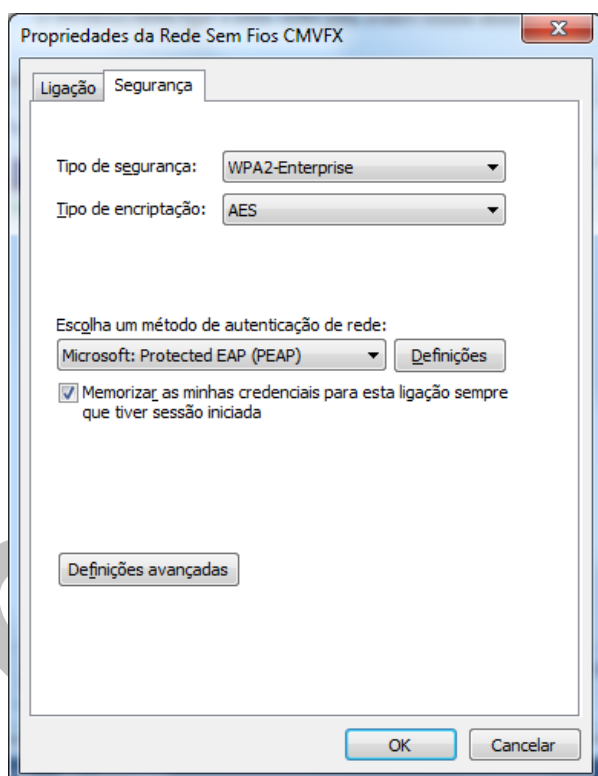 Propriedades da Rede Sem Fios CMVFX
Ligação
Segurança
Tipo de segurança: WPA2-Enterprise
Tipo de encriptação: AES
Escolha um método de autenticação de rede:
Microsoft: Protected EAP (PEAP) Definições
Memorizar as minhas credenciais para esta ligação sempre
que tiver sessão iniciada
Definições avançadas
OK Cancelar